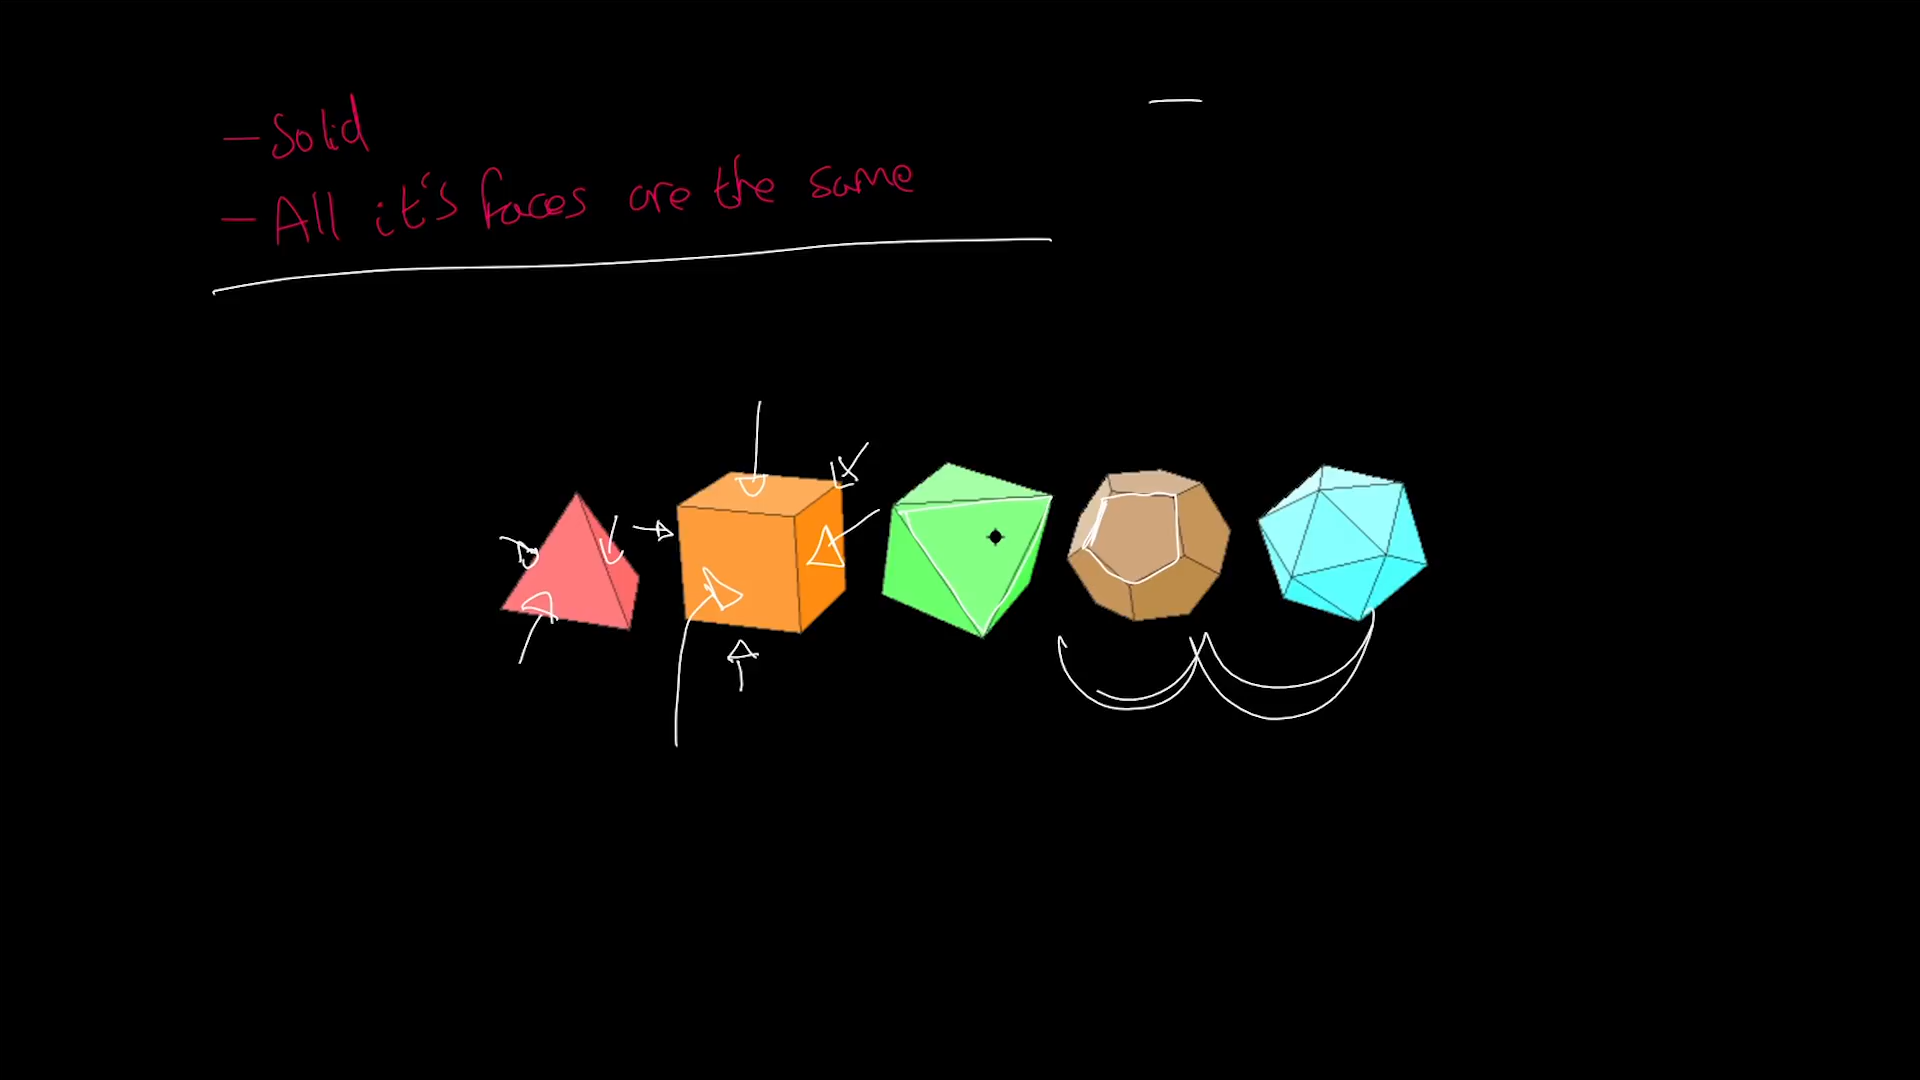 - Solid
- All it's faces are the same